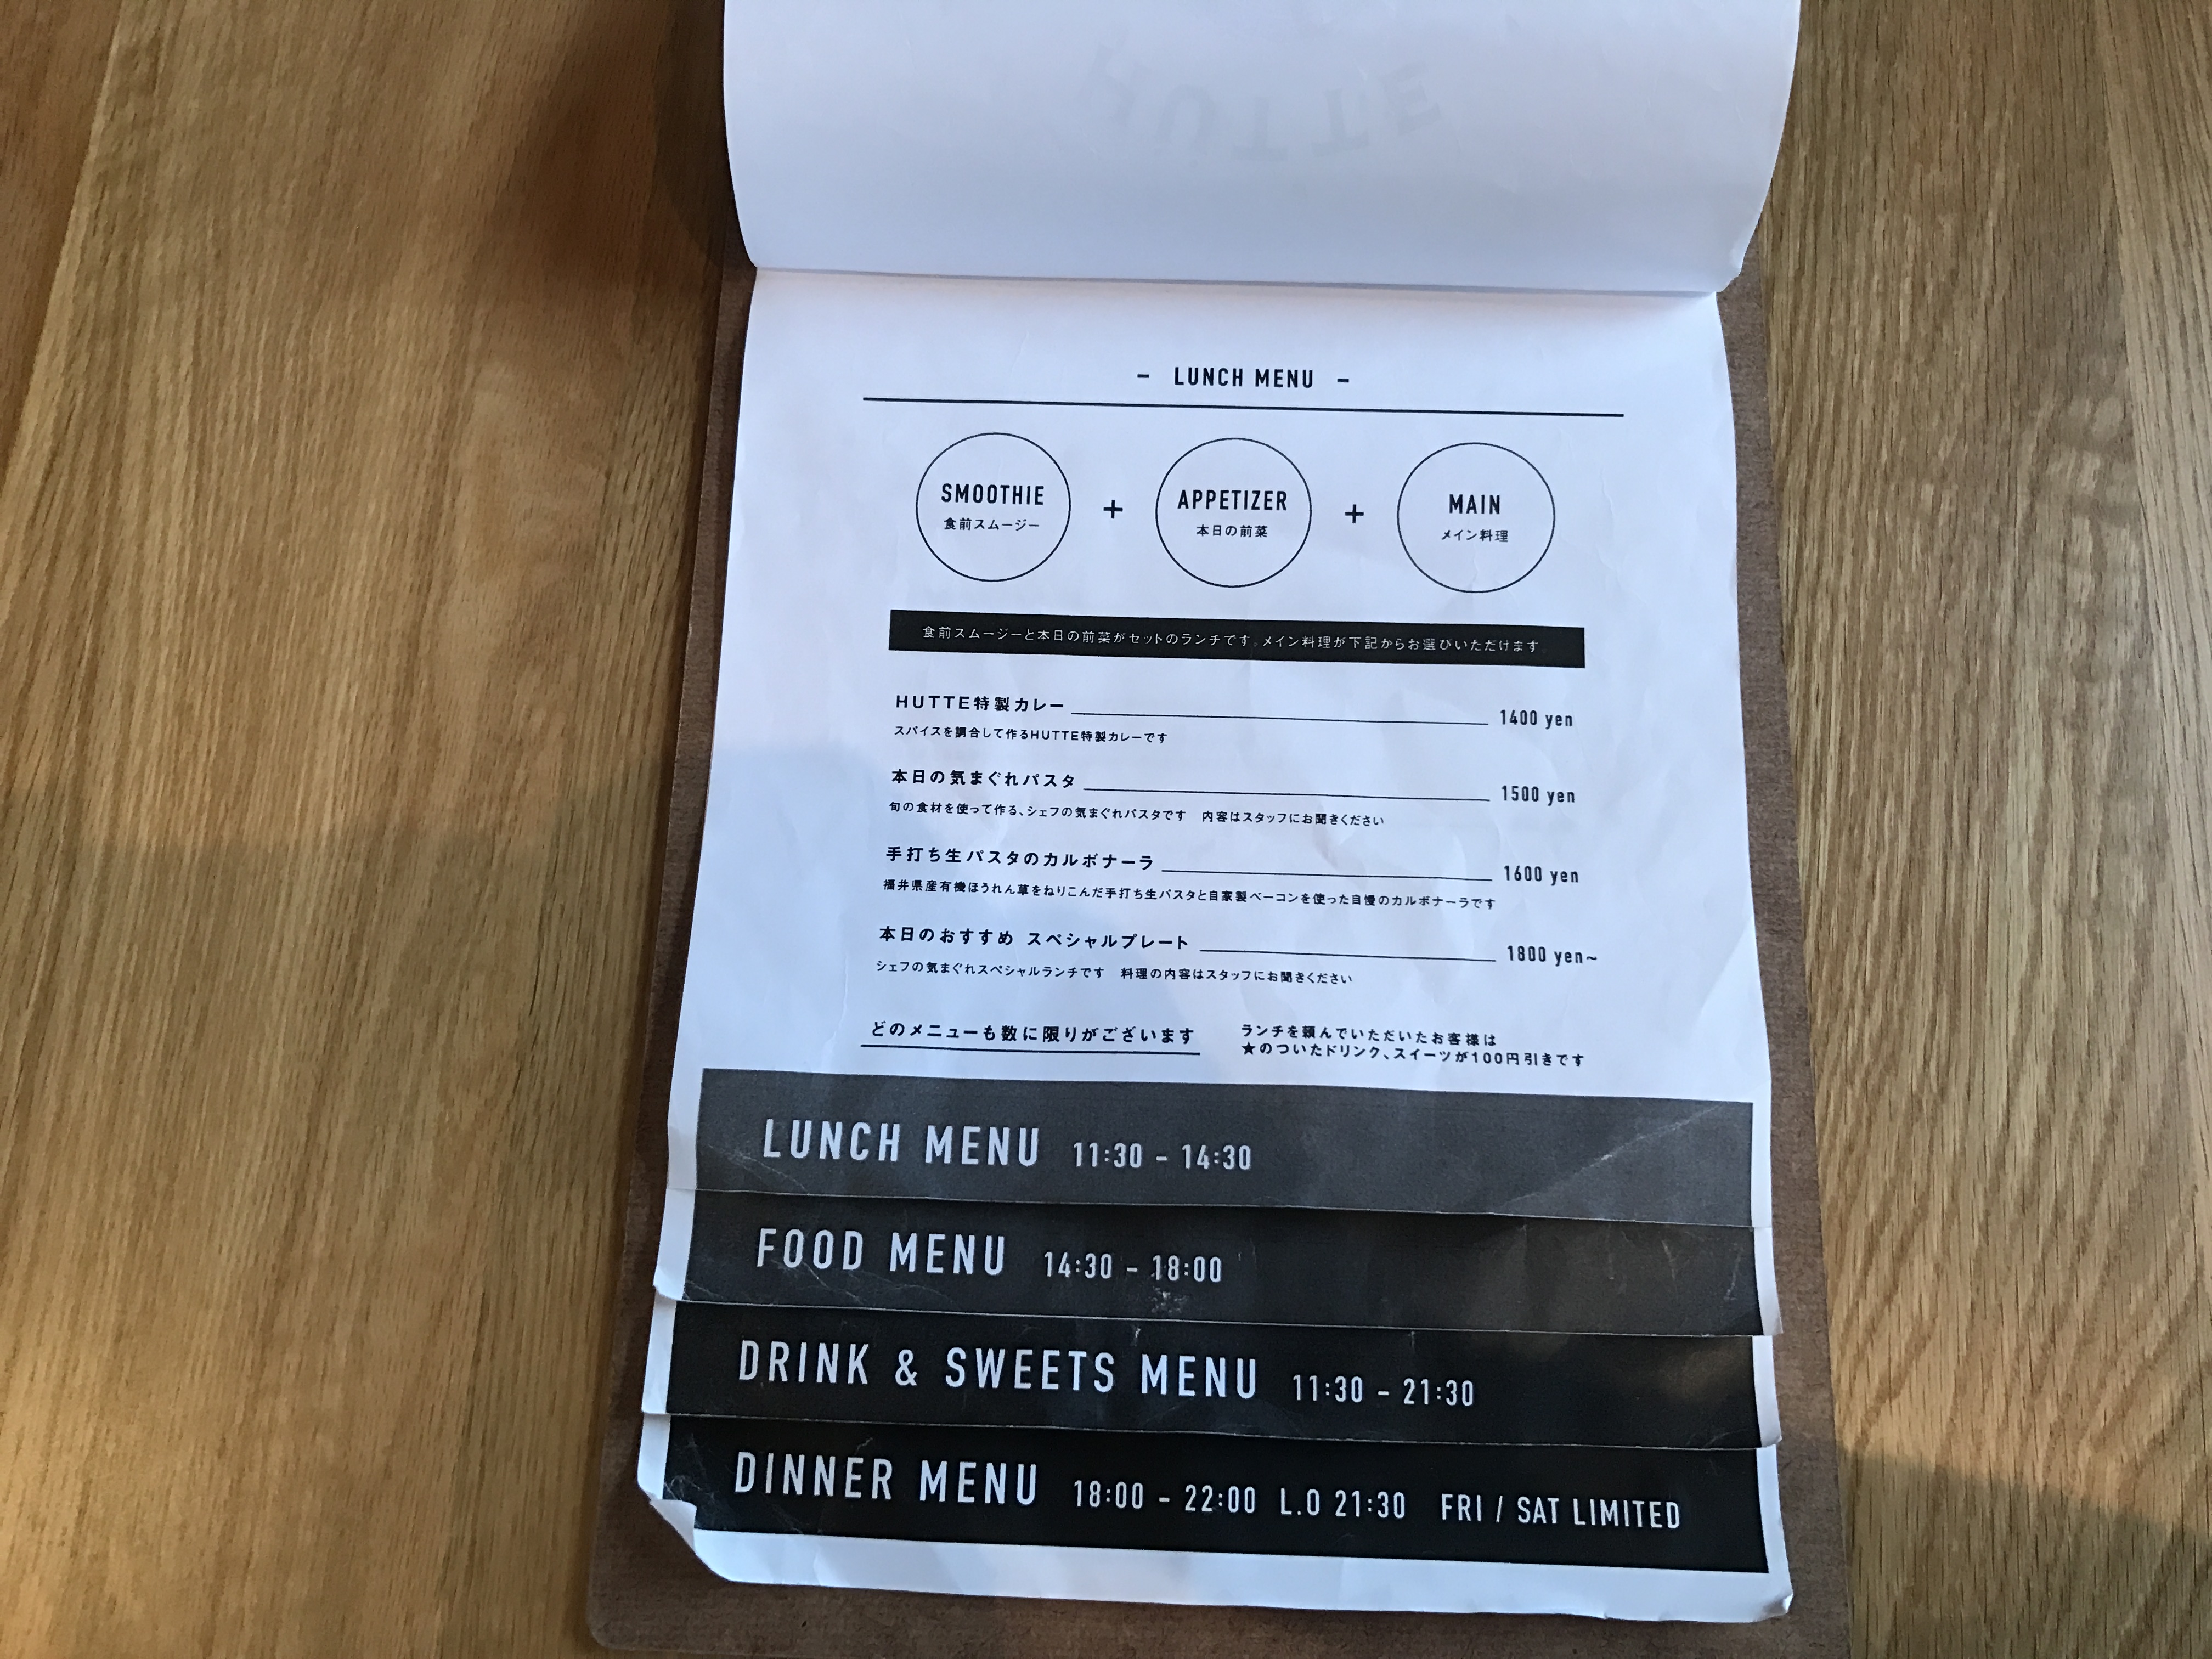 HUTTE
- LUNCH MENU -
SMOOTHIE
食前スムージー
+
APPETIZER
本日の前菜
+
MAIN
メイン料理
食前スムージーと本日の前菜がセットのランチです。メイン料理が下記からお選びいただけます
HUTTE特製カレー 1400 yen
スパイスを調合して作るHUTTE特製カレーです
本日の気まぐれパスタ 1500 yen
旬の食材を使って作る、シェフの気まぐれパスタです 内容はスタッフにお聞きください
手打ち生パスタのカルボナーラ 1600 yen
福井県産有機ほうれん草をねりこんだ手打ち生パスタと自家製ベーコンを使った自慢のカルボナーラです
本日のおすすめ スペシャルプレート 1800 yen~
シェフの気まぐれスペシャルランチです 料理の内容はスタッフにお聞きください
どのメニューも数に限りがございます
ランチを頼んでいただいたお客様は
★のついたドリンク、スイーツが100円引きです
LUNCH MENU 11:30 - 14:30
FOOD MENU 14:30 - 18:00
DRINK & SWEETS MENU 11:30 - 21:30
DINNER MENU 18:00 - 22:00 L.O 21:30 FRI / SAT LIMITED